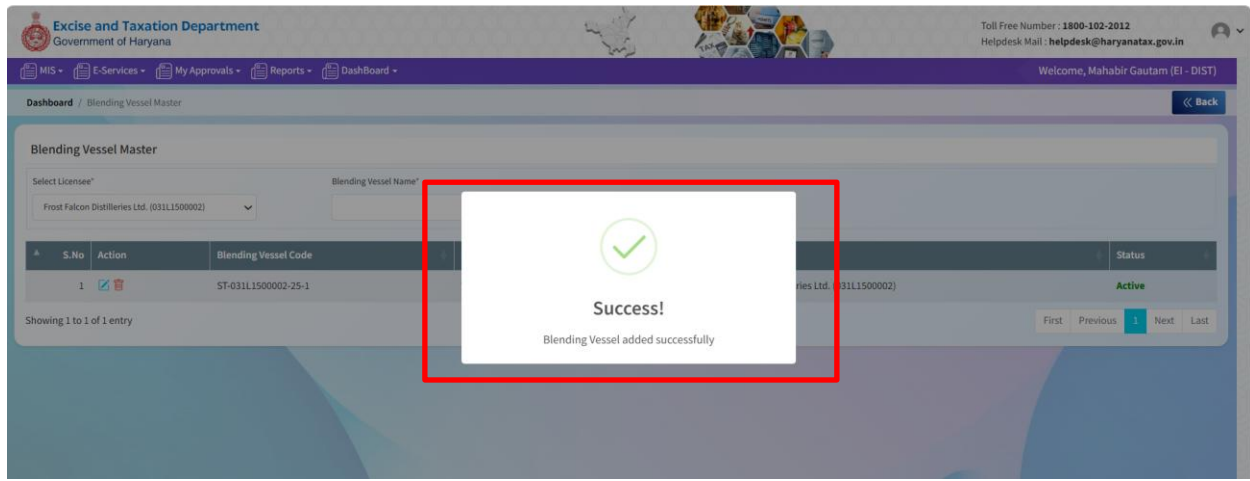 Excise and Taxation Department
Government of Haryana
TAX
Toll Free Number : 1800-102-2012
Helpdesk Mail : helpdesk@haryanatax.gov.in
MIS E-Services My Approvals Reports DashBoard
Welcome, Mahabir Gautam (EI - DIST)
Dashboard / Blending Vessel Master
Back
Blending Vessel Master
Select Licensee* Blending Vessel Name*
Frost Falcon Distilleries Ltd. (031L1500002)
S.No Action Blending Vessel Code Status
1 ST-031L1500002-25-1 ries Ltd. (031L1500002) Active
Showing 1 to 1 of 1 entry
First Previous 1 Next Last
Success!
Blending Vessel added successfully